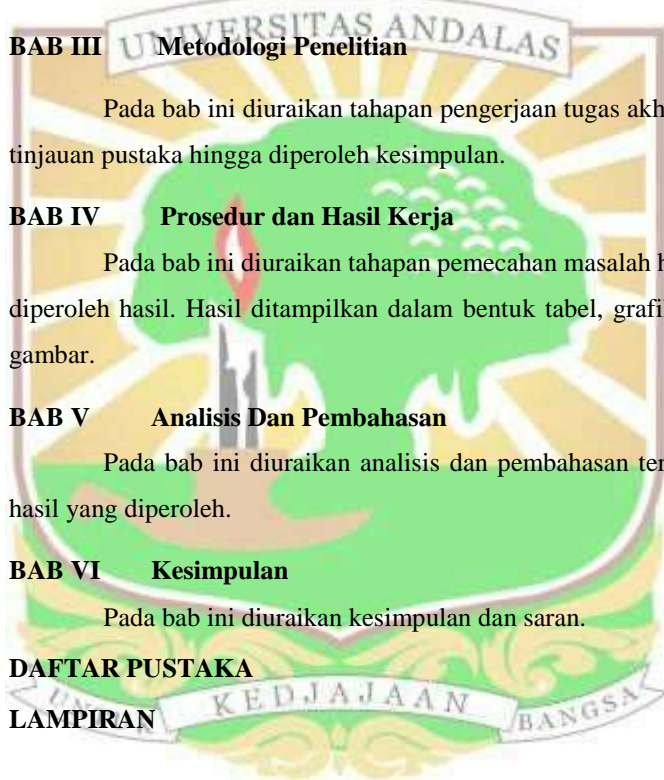 UNIVERSITAS ANDALAS
BAB III Metodologi Penelitian
Pada bab ini diuraikan tahapan pengerjaan tugas
tinjauan pustaka hingga diperoleh kesimpulan.
BAB IV Prosedur dan Hasil Kerja
Pada bab ini diuraikan tahapan pemecahan masalah
diperoleh hasil. Hasil ditampilkan dalam bentuk tabel,
gambar.
BAB V Analisis Dan Pembahasan
Pada bab ini diuraikan analisis dan pembahasan
hasil yang diperoleh.
BAB VI Kesimpulan
Pada bab ini diuraikan kesimpulan dan saran.
DAFTAR PUSTAKA
LAMPIRAN
KEDJAJAAN BANGSA